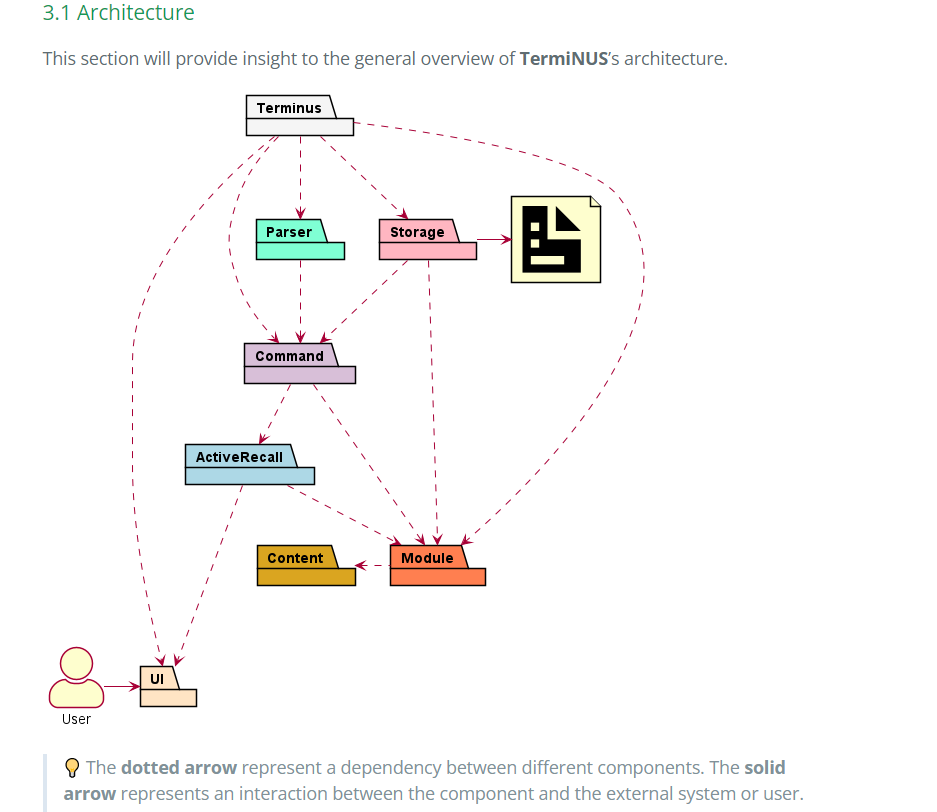 3.1 Architecture
This section will provide insight to the general overview of TermiNUS's architecture.
Terminus
Parser
Storage
Command
ActiveRecall
Content
Module
UI
User
The dotted arrow represent a dependency between different components. The solid
arrow represents an interaction between the component and the external system or user.